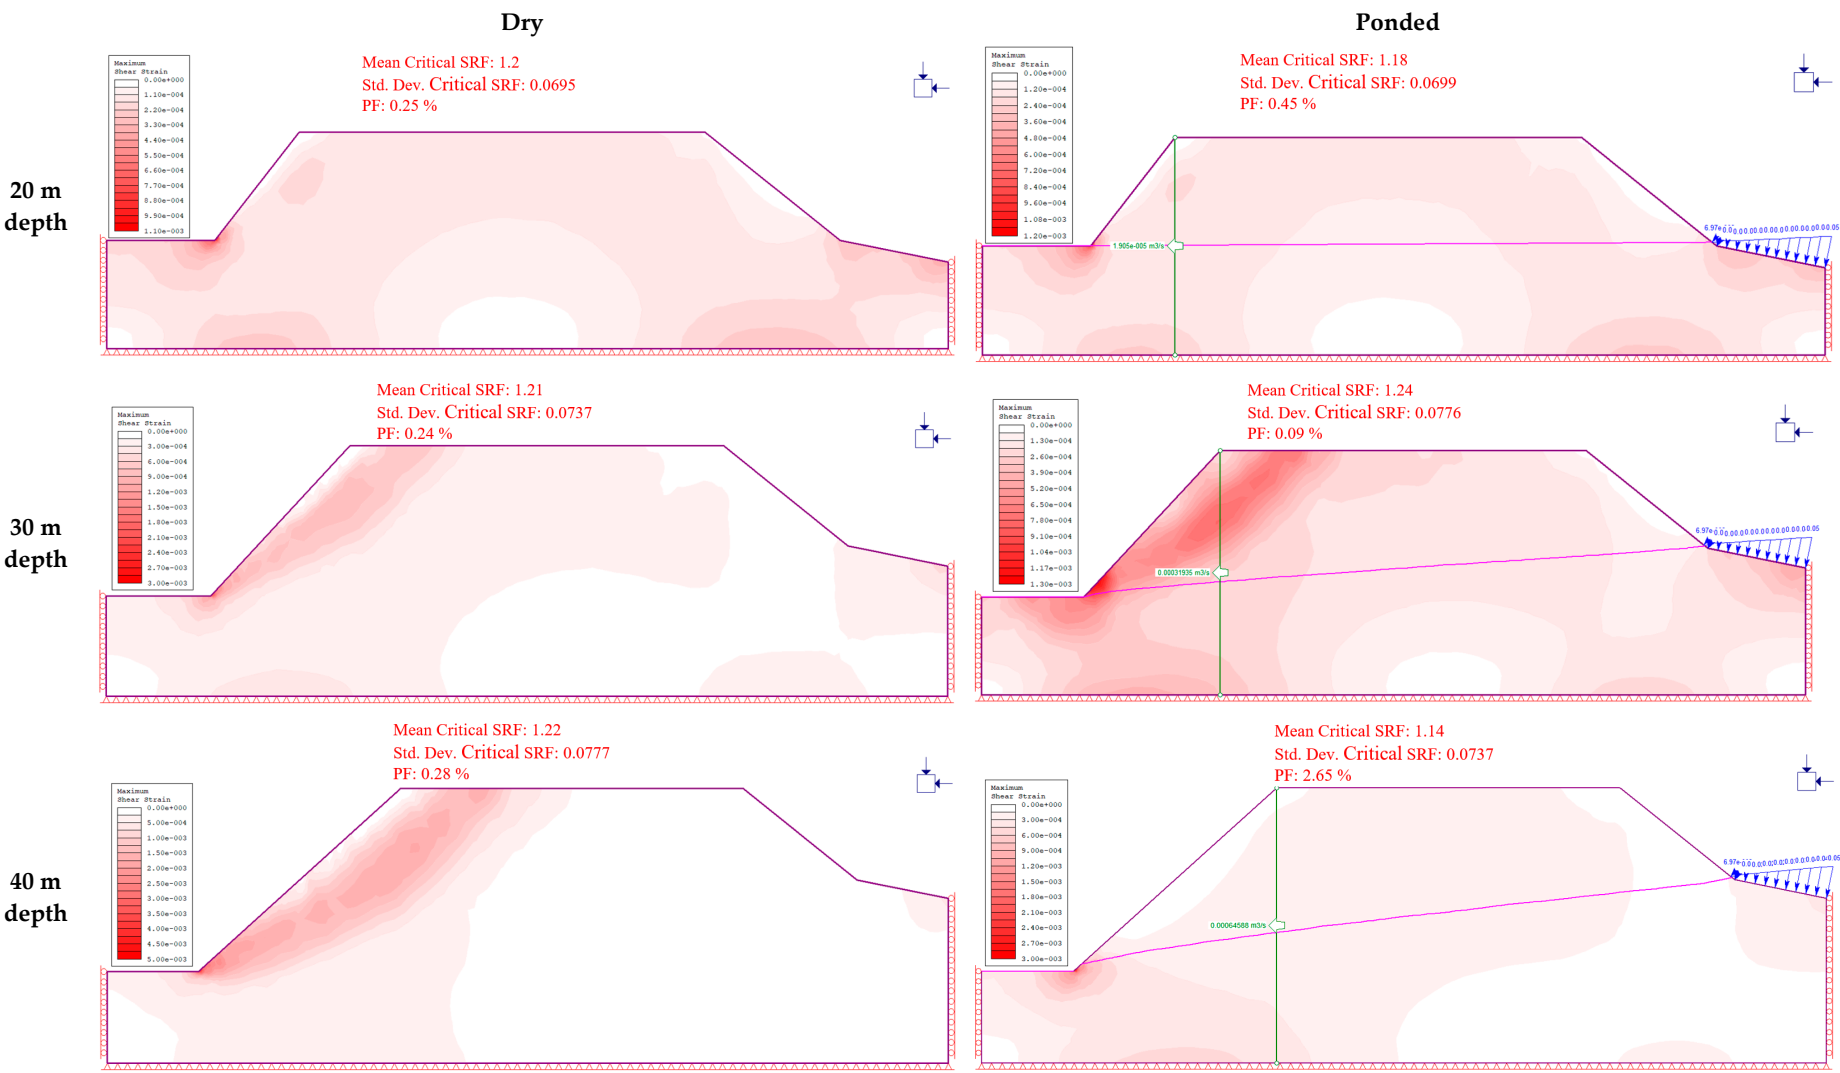 Dry
Ponded
20 m
depth
Maximum
Shear Strain
0.00e+000
1.10e-004
2.20e-004
3.30e-004
4.40e-004
5.50e-004
6.60e-004
7.70e-004
8.80e-004
9.90e-004
1.10e-003
Mean Critical SRF: 1.2
Std. Dev. Critical SRF: 0.0695
PF: 0.25 %
Maximum
Shear Strain
0.00e+000
1.20e-004
2.40e-004
3.60e-004
4.80e-004
6.00e-004
7.20e-004
8.40e-004
9.60e-004
1.08e-003
1.20e-003
Mean Critical SRF: 1.18
Std. Dev. Critical SRF: 0.0699
PF: 0.45 %
1.905e-005 m3/s
30 m
depth
Maximum
Shear Strain
0.00e+000
3.00e-004
6.00e-004
9.00e-004
1.20e-003
1.50e-003
1.80e-003
2.10e-003
2.40e-003
2.70e-003
3.00e-003
Mean Critical SRF: 1.21
Std. Dev. Critical SRF: 0.0737
PF: 0.24 %
Maximum
Shear Strain
0.00e+000
1.30e-004
2.60e-004
3.90e-004
5.20e-004
6.50e-004
7.80e-004
9.10e-004
1.04e-003
1.17e-003
1.30e-003
Mean Critical SRF: 1.24
Std. Dev. Critical SRF: 0.0776
PF: 0.09 %
0.00031935 m3/s
40 m
depth
Maximum
Shear Strain
0.00e+000
5.00e-004
1.00e-003
1.50e-003
2.00e-003
2.50e-003
3.00e-003
3.50e-003
4.00e-003
4.50e-003
5.00e-003
Mean Critical SRF: 1.22
Std. Dev. Critical SRF: 0.0777
PF: 0.28 %
Maximum
Shear Strain
0.00e+000
3.00e-004
6.00e-004
9.00e-004
1.20e-003
1.50e-003
1.80e-003
2.10e-003
2.40e-003
2.70e-003
3.00e-003
Mean Critical SRF: 1.14
Std. Dev. Critical SRF: 0.0737
PF: 2.65 %
0.00064588 m3/s